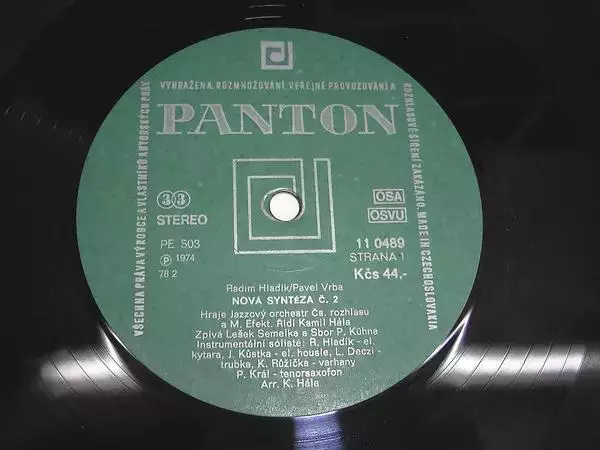 VŠECHNA PRÁVA VÝROBCE A VLASTNÍKŮ AUTORSKÝCH PRÁV
VYHRAŽENA. ROZMNOŽOVÁNÍ, VEŘEJNÉ PROVOZOVÁNÍ A
ROZHLASOVÉ ŠÍŘENÍ ZAKÁZÁNO. MADE IN CZECHOSLOVAKIA
PANTON
33
STEREO
OSA
OSVU
PE 503
11 0489
℗ 1974
STRANA 1
78 2
Kčs 44,-
Radim Hladík/Pavel Vrba
NOVÁ SYNTÉZA Č. 2
Hraje Jazzový orchestr Čs. rozhlasu
a M. Efekt. Řídí Kamil Hála
Zpívá Lešek Semelka a Sbor P. Kühna
Instrumentální sólisté: R. Hladík - el.
kytara, J. Kůstka - el. housle, L. Deczi -
trubka, K. Růžička - varhany
P. Král - tenorsaxofon
Arr. K. Hála